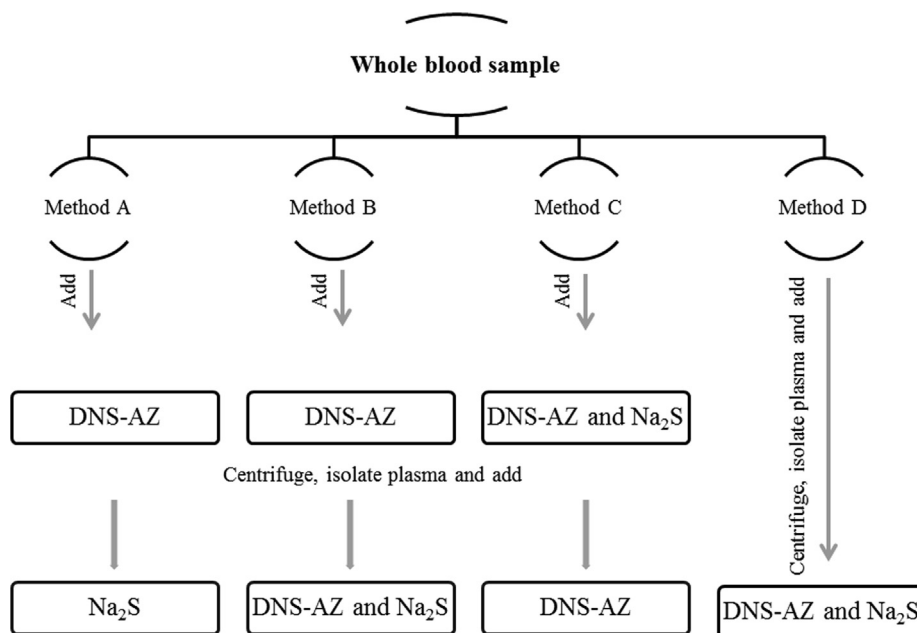 Whole blood sample
Method A
Method B
Method C
Method D
Add
Add
Add
Centrifuge, isolate plasma and add
DNS-AZ
DNS-AZ
DNS-AZ and Na₂S
Centrifuge, isolate plasma and add
Na₂S
DNS-AZ and Na₂S
DNS-AZ
DNS-AZ and Na₂S